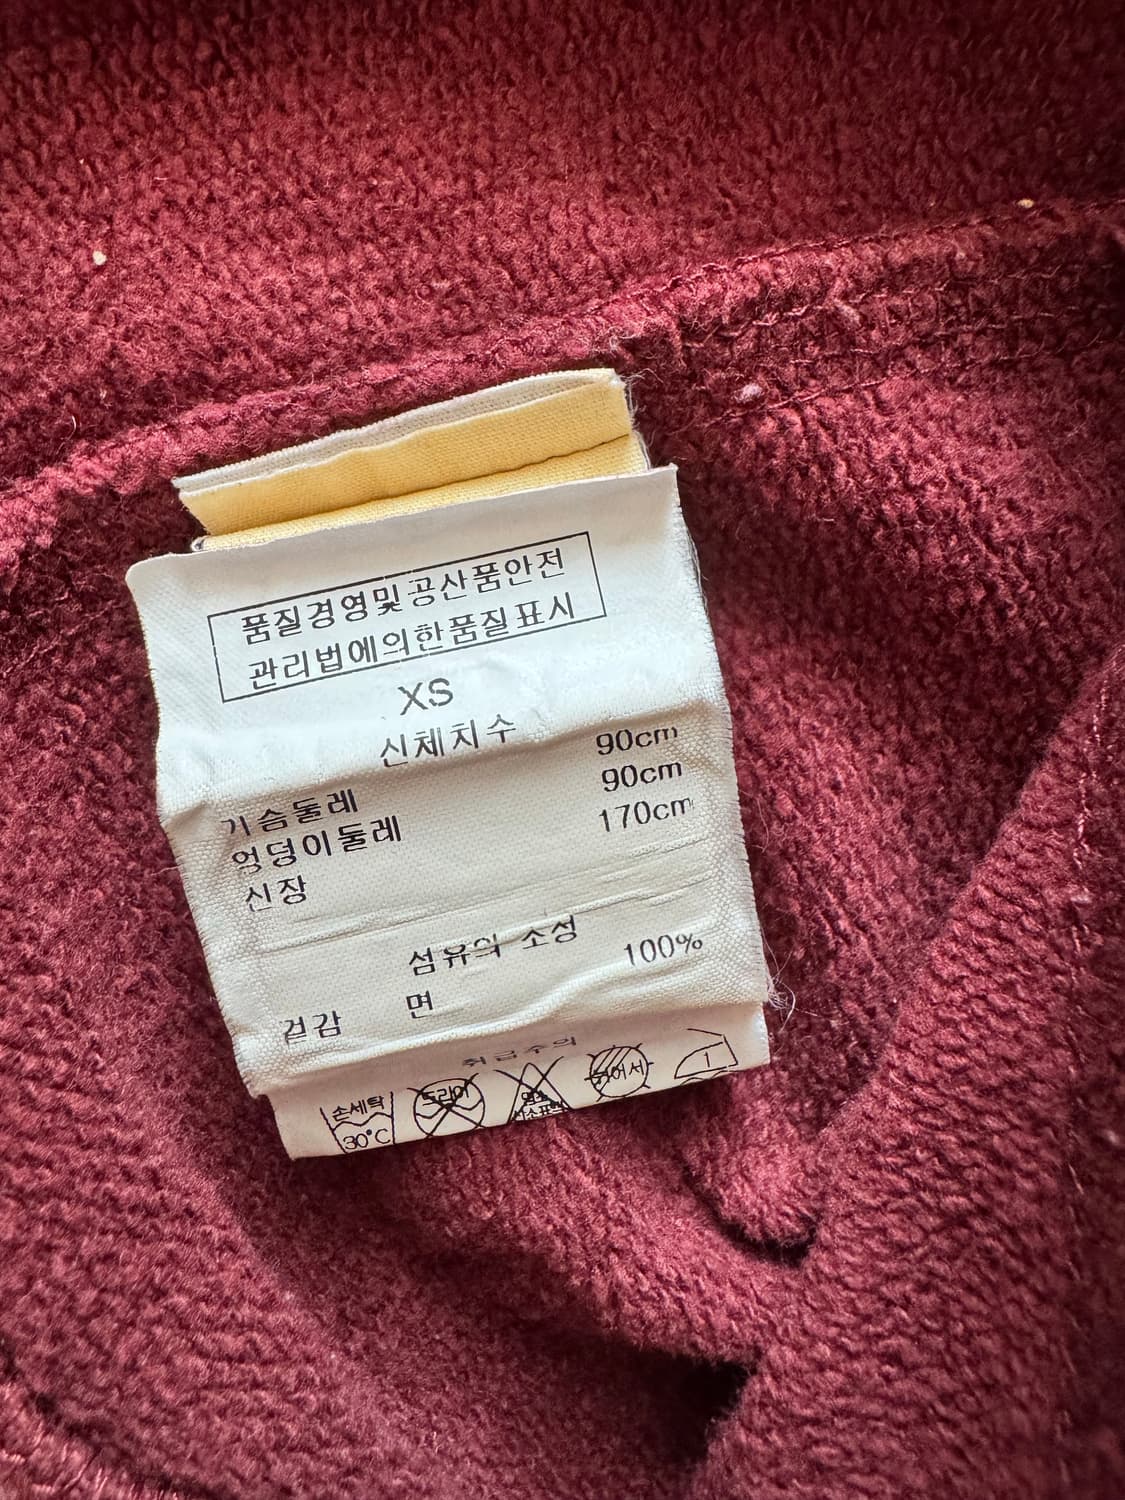 품질경영및공산품안전
관리법에의한품질표시
XS
신체치수
가슴둘레 90cm
엉덩이둘레 90cm
신장 170cm
섬유의 소성
겉감 면 100%
취급주의
손세탁 30°C
드라이
염소